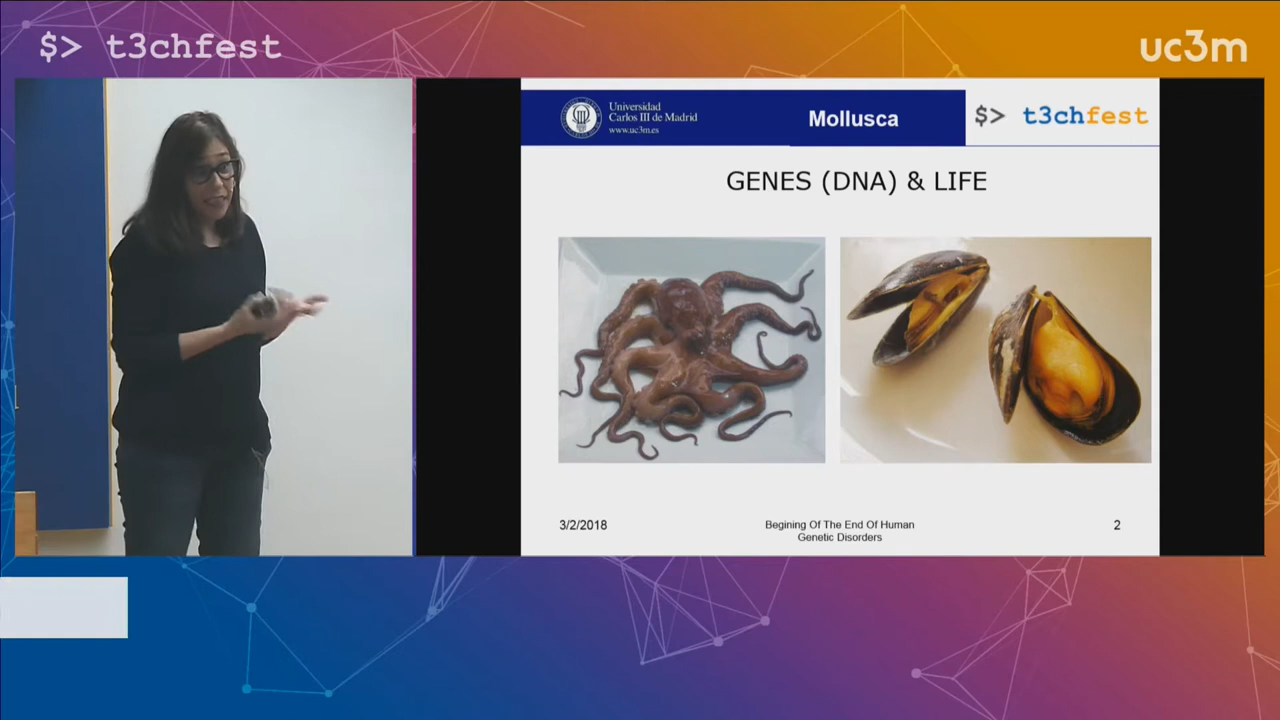 $> t3chfest
uc3m
Universidad
Carlos III de Madrid
www.uc3m.es
Mollusca
$> t3chfest
GENES (DNA) & LIFE
3/2/2018
Begining Of The End Of Human
Genetic Disorders
2